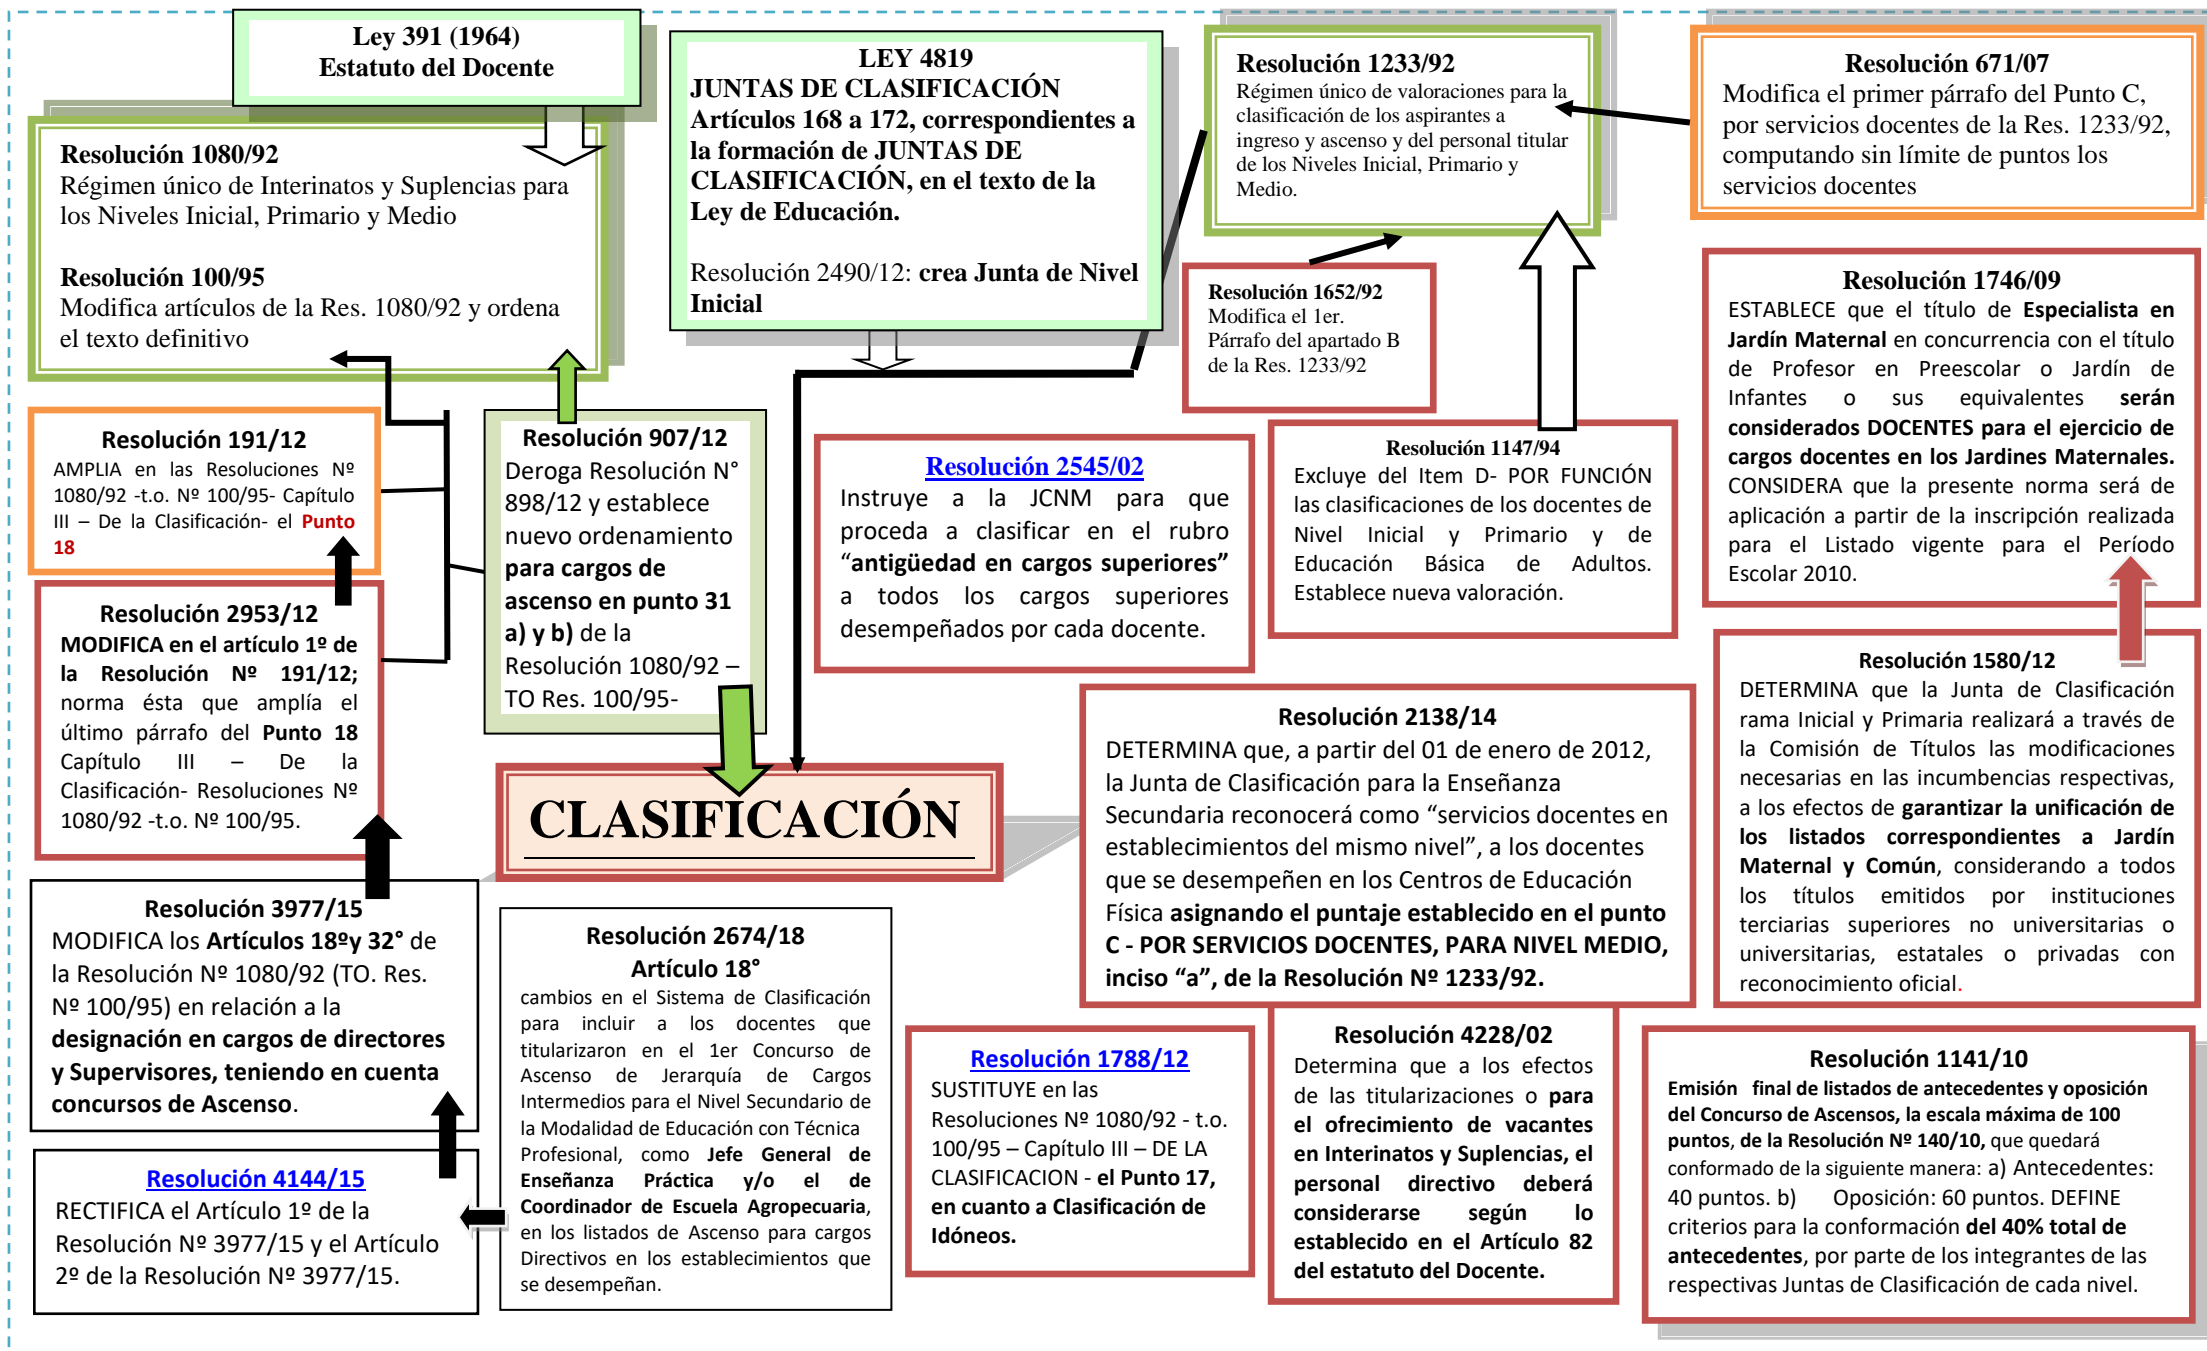 Ley 391 (1964)
Estatuto del Docente
LEY 4819
JUNTAS DE CLASIFICACIÓN
Artículos 168 a 172, correspondientes a
la formación de JUNTAS DE
CLASIFICACIÓN, en el texto de la
Ley de Educación.
Resolución 2490/12: crea Junta de Nivel
Inicial
Resolución 1233/92
Régimen único de valoraciones para la
clasificación de los aspirantes a
ingreso y ascenso y del personal titular
de los Niveles Inicial, Primario y
Medio.
Resolución 671/07
Modifica el primer párrafo del Punto C,
por servicios docentes de la Res. 1233/92,
computando sin límite de puntos los
servicios docentes
Resolución 1080/92
Régimen único de Interinatos y Suplencias para
los Niveles Inicial, Primario y Medio
Resolución 100/95
Modifica artículos de la Res. 1080/92 y ordena
el texto definitivo
Resolución 1652/92
Modifica el 1er.
Párrafo del apartado B
de la Res. 1233/92
Resolución 1746/09
ESTABLECE que el título de Especialista en
Jardín Maternal en concurrencia con el título
de Profesor en Preescolar o Jardín de
Infantes o sus equivalentes serán
considerados DOCENTES para el ejercicio de
cargos docentes en los Jardines Maternales.
CONSIDERA que la presente norma será de
aplicación a partir de la inscripción realizada
para el Listado vigente para el Período
Escolar 2010.
Resolución 191/12
AMPLIA en las Resoluciones Nº
1080/92 -t.o. Nº 100/95- Capítulo
III – De la Clasificación- el Punto
18
Resolución 907/12
Deroga Resolución N°
898/12 y establece
nuevo ordenamiento
para cargos de
ascenso en punto 31
a) y b) de la
Resolución 1080/92 –
TO Res. 100/95-
Resolución 2545/02
Instruye a la JCNM para que
proceda a clasificar en el rubro
“antigüedad en cargos superiores”
a todos los cargos superiores
desempeñados por cada docente.
Resolución 1147/94
Excluye del Item D- POR FUNCIÓN
las clasificaciones de los docentes de
Nivel Inicial y Primario y de
Educación Básica de Adultos.
Establece nueva valoración.
Resolución 2953/12
MODIFICA en el artículo 1º de
la Resolución Nº 191/12;
norma ésta que amplía el
último párrafo del Punto 18
Capítulo III – De la
Clasificación- Resoluciones Nº
1080/92 -t.o. Nº 100/95.
Resolución 1580/12
DETERMINA que la Junta de Clasificación
rama Inicial y Primaria realizará a través de
la Comisión de Títulos las modificaciones
necesarias en las incumbencias respectivas,
a los efectos de garantizar la unificación de
los listados correspondientes a Jardín
Maternal y Común, considerando a todos
los títulos emitidos por instituciones
terciarias superiores no universitarias o
universitarias, estatales o privadas con
reconocimiento oficial.
Resolución 2138/14
DETERMINA que, a partir del 01 de enero de 2012,
la Junta de Clasificación para la Enseñanza
Secundaria reconocerá como “servicios docentes en
establecimientos del mismo nivel”, a los docentes
que se desempeñen en los Centros de Educación
Física asignando el puntaje establecido en el punto
C - POR SERVICIOS DOCENTES, PARA NIVEL MEDIO,
inciso “a”, de la Resolución Nº 1233/92.
CLASIFICACIÓN
Resolución 3977/15
MODIFICA los Artículos 18ºy 32° de
la Resolución Nº 1080/92 (TO. Res.
Nº 100/95) en relación a la
designación en cargos de directores
y Supervisores, teniendo en cuenta
concursos de Ascenso.
Resolución 2674/18
Artículo 18°
cambios en el Sistema de Clasificación
para incluir a los docentes que
titularizaron en el 1er Concurso de
Ascenso de Jerarquía de Cargos
Intermedios para el Nivel Secundario de
la Modalidad de Educación con Técnica
Profesional, como Jefe General de
Enseñanza Práctica y/o el de
Coordinador de Escuela Agropecuaria,
en los listados de Ascenso para cargos
Directivos en los establecimientos que
se desempeñan.
Resolución 1788/12
SUSTITUYE en las
Resoluciones Nº 1080/92 - t.o.
100/95 – Capítulo III – DE LA
CLASIFICACION - el Punto 17,
en cuanto a Clasificación de
Idóneos.
Resolución 4228/02
Determina que a los efectos
de las titularizaciones o para
el ofrecimiento de vacantes
en Interinatos y Suplencias, el
personal directivo deberá
considerarse según lo
establecido en el Artículo 82
del estatuto del Docente.
Resolución 1141/10
Emisión final de listados de antecedentes y oposición
del Concurso de Ascensos, la escala máxima de 100
puntos, de la Resolución Nº 140/10, que quedará
conformado de la siguiente manera: a) Antecedentes:
40 puntos. b) Oposición: 60 puntos. DEFINE
criterios para la conformación del 40% total de
antecedentes, por parte de los integrantes de las
respectivas Juntas de Clasificación de cada nivel.
Resolución 4144/15
RECTIFICA el Artículo 1º de la
Resolución Nº 3977/15 y el Artículo
2º de la Resolución Nº 3977/15.